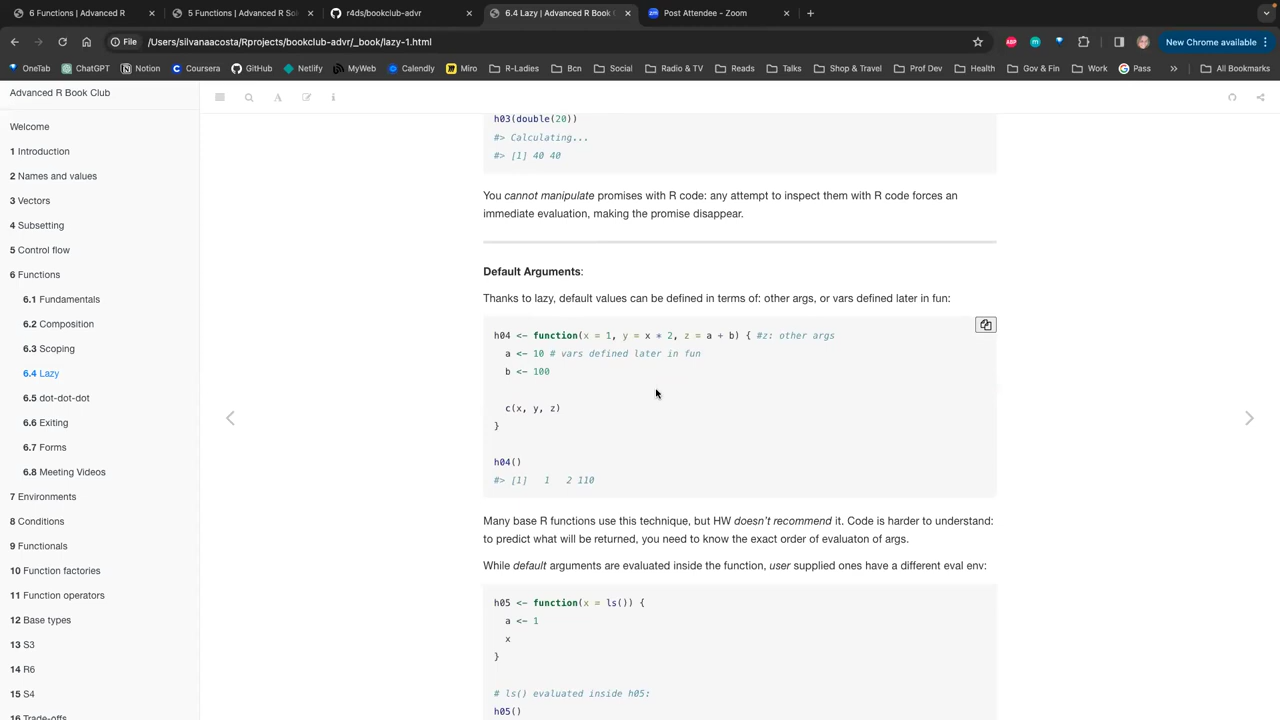 6 Functions | Advanced R
5 Functions | Advanced R Sol
r4ds/bookclub-advr
6.4 Lazy | Advanced R Book C
Post Attendee - Zoom
File
/Users/silvanaacosta/Rprojects/bookclub-advr/_book/lazy-1.html
New Chrome available
OneTab
ChatGPT
Notion
Coursera
GitHub
Netlify
MyWeb
Calendly
Miro
R-Ladies
Bcn
Social
Radio & TV
Reads
Talks
Shop & Travel
Prof Dev
Health
Gov & Fin
Work
Pass
All Bookmarks
Advanced R Book Club
Welcome
1 Introduction
2 Names and values
3 Vectors
4 Subsetting
5 Control flow
6 Functions
6.1 Fundamentals
6.2 Composition
6.3 Scoping
6.4 Lazy
6.5 dot-dot-dot
6.6 Exiting
6.7 Forms
6.8 Meeting Videos
7 Environments
8 Conditions
9 Functionals
10 Function factories
11 Function operators
12 Base types
13 S3
14 R6
15 S4
16 Trade-offs
h03(double(20))
#> Calculating...
#> [1] 40 40
You cannot manipulate promises with R code: any attempt to inspect them with R code forces an
immediate evaluation, making the promise disappear.
Default Arguments:
Thanks to lazy, default values can be defined in terms of: other args, or vars defined later in fun:
h04 <- function(x = 1, y = x * 2, z = a + b) { #z: other args
a <- 10 # vars defined later in fun
b <- 100
c(x, y, z)
}
h04()
#> [1]   1   2 110
Many base R functions use this technique, but HW doesn't recommend it. Code is harder to understand:
to predict what will be returned, you need to know the exact order of evaluaton of args.
While default arguments are evaluated inside the function, user supplied ones have a different eval env:
h05 <- function(x = ls()) {
a <- 1
x
}
# ls() evaluated inside h05:
h05()